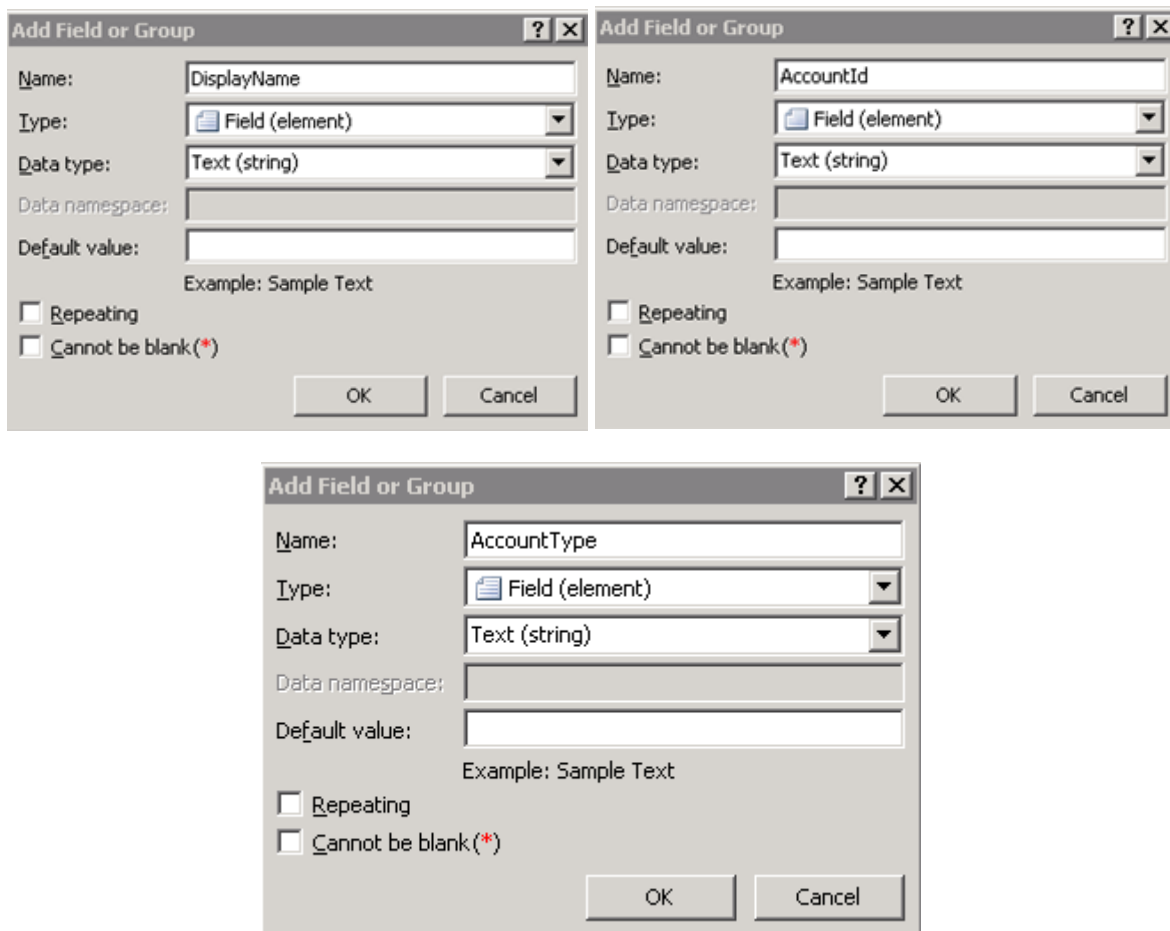 Add Field or Group
Name: DisplayName
Type: Field (element)
Data type: Text (string)
Data namespace:
Default value:
Example: Sample Text
Repeating
Cannot be blank(*)
OK Cancel
Add Field or Group
Name: AccountId
Type: Field (element)
Data type: Text (string)
Data namespace:
Default value:
Example: Sample Text
Repeating
Cannot be blank(*)
OK Cancel
Add Field or Group
Name: AccountType
Type: Field (element)
Data type: Text (string)
Data namespace:
Default value:
Example: Sample Text
Repeating
Cannot be blank(*)
OK Cancel